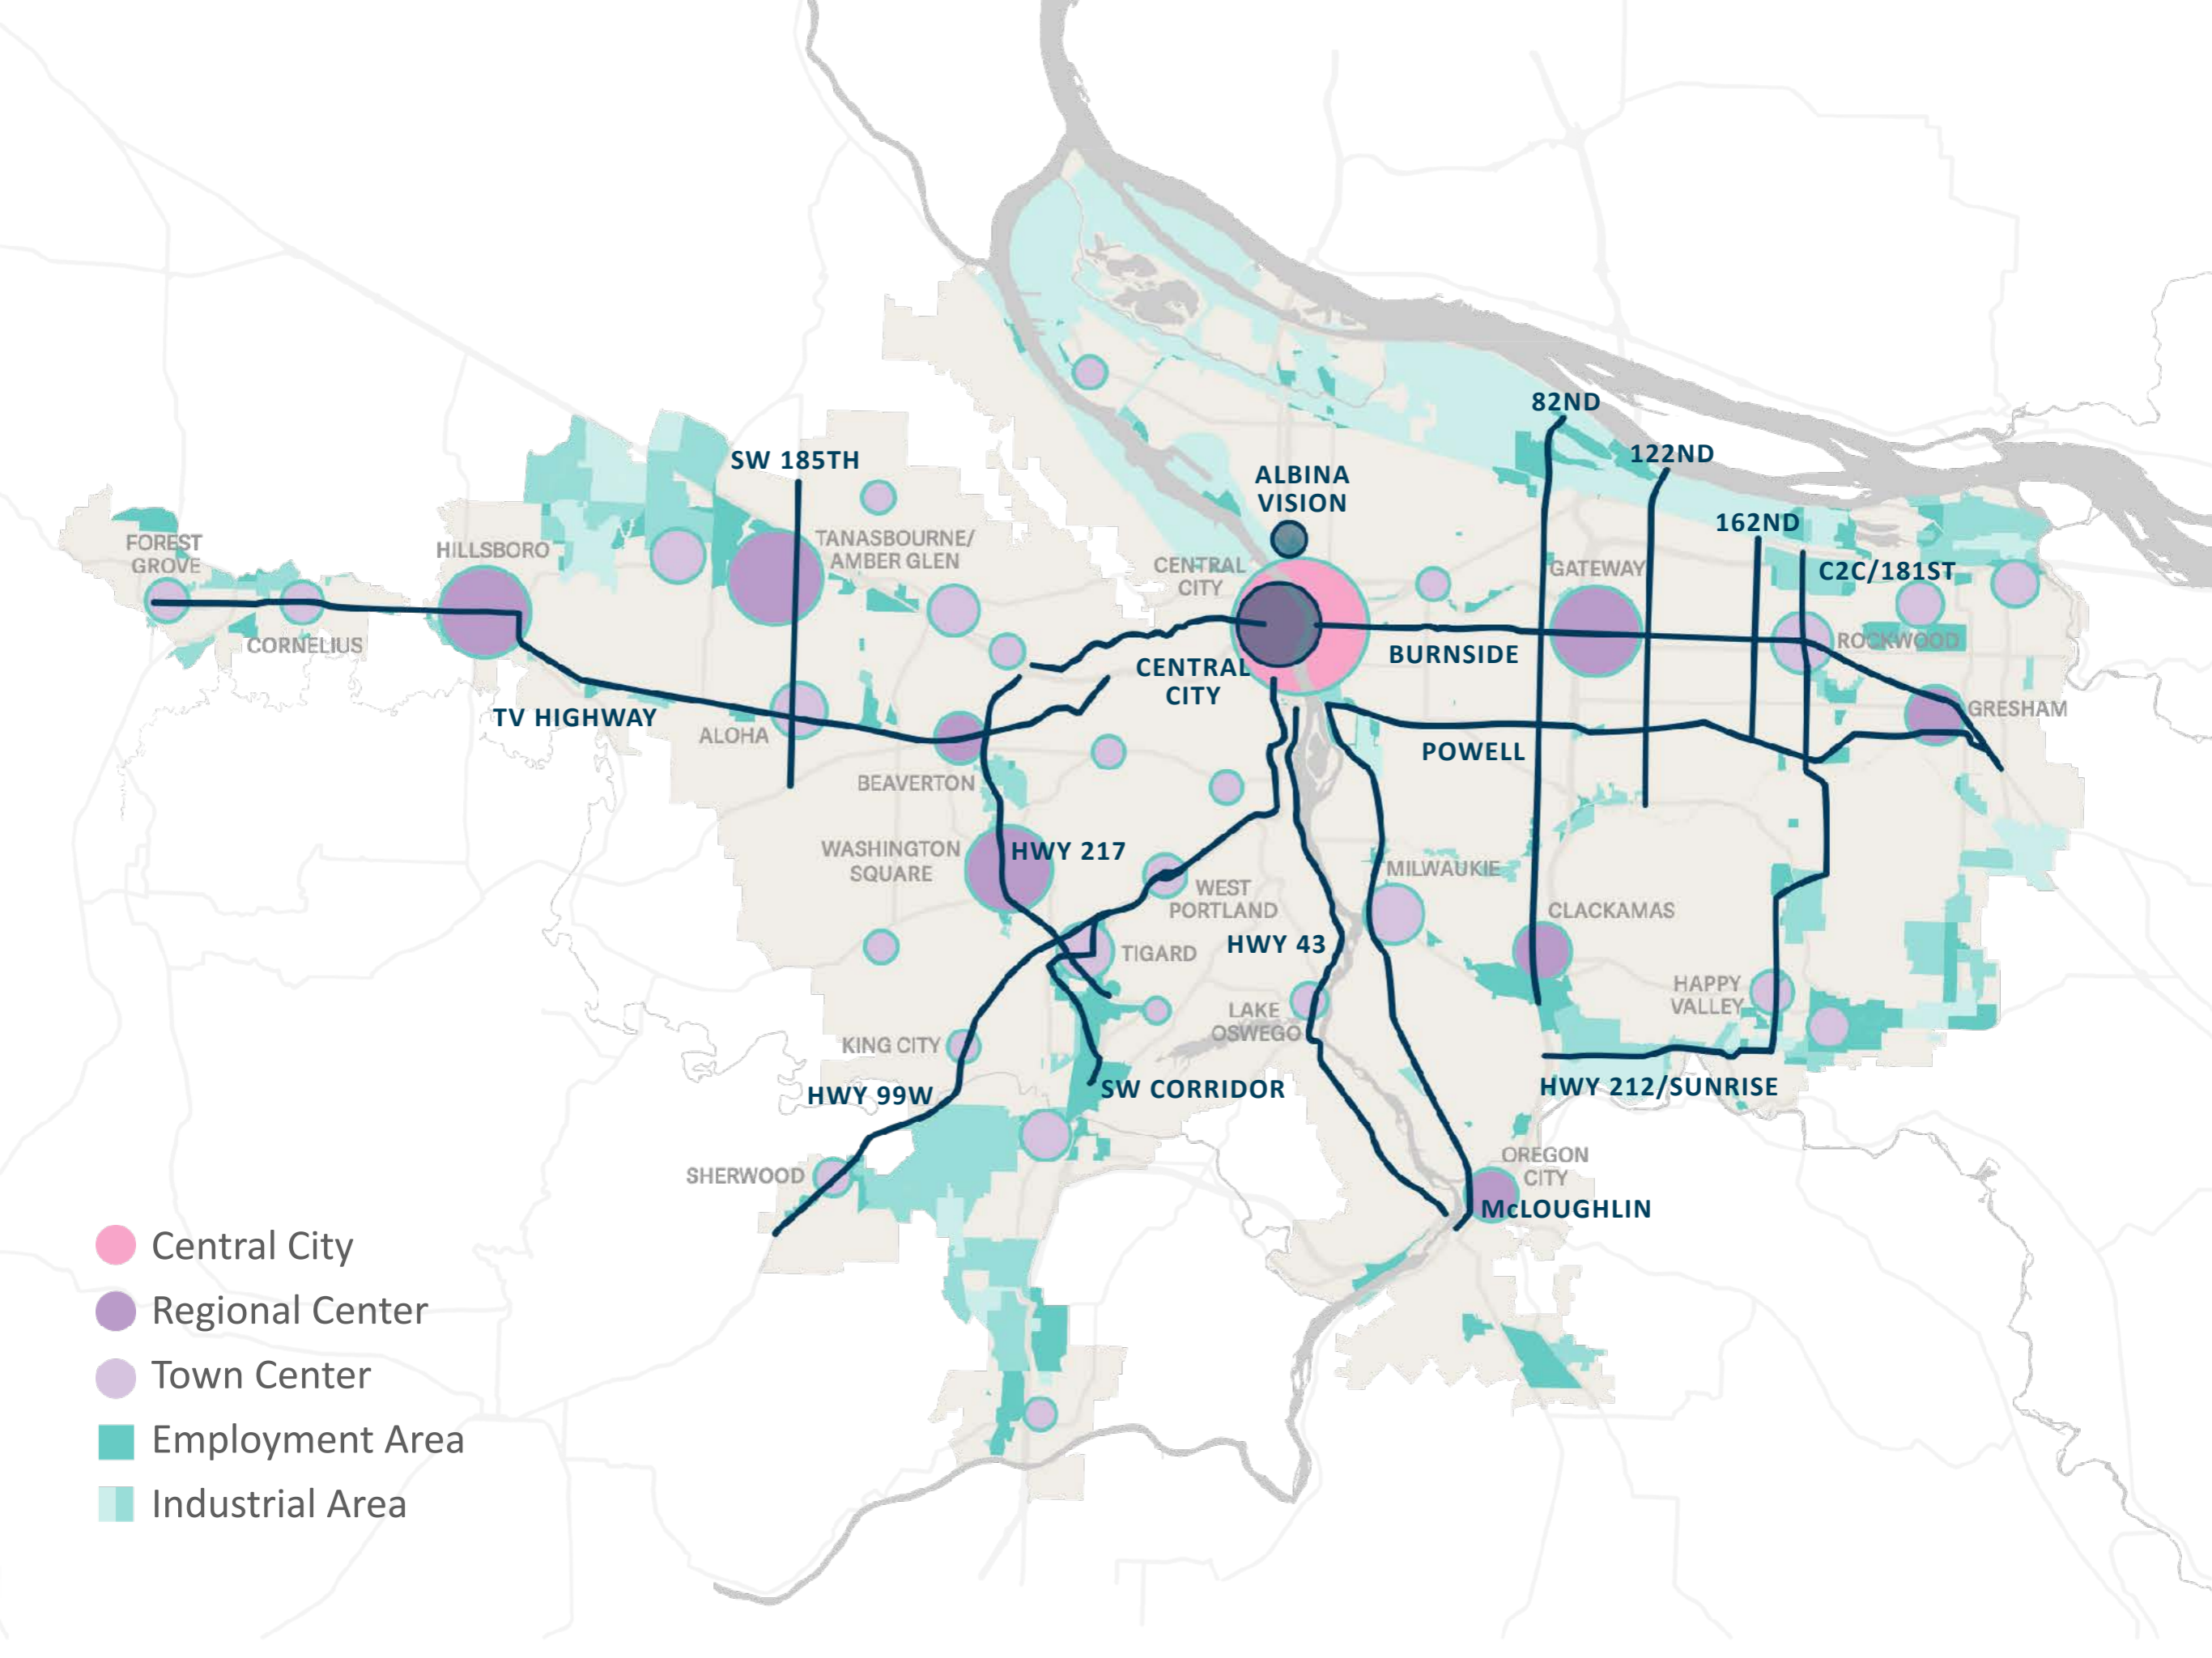 82ND
122ND
SW 185TH
ALBINA
VISION
162ND
FOREST
GROVE
HILLSBORO
TANASBOURNE/
AMBER GLEN
CENTRAL
CITY
GATEWAY
C2C/181ST
CORNELIUS
ROCKWOOD
BURNSIDE
CENTRAL
CITY
TV HIGHWAY
ALOHA
GRESHAM
POWELL
BEAVERTON
WASHINGTON
SQUARE
HWY 217
MILWAUKIE
WEST
PORTLAND
CLACKAMAS
TIGARD
HWY 43
HAPPY
VALLEY
LAKE
OSWEGO
KING CITY
HWY 99W
SW CORRIDOR
HWY 212/SUNRISE
OREGON
CITY
SHERWOOD
McLOUGHLIN
Central City
Regional Center
Town Center
Employment Area
Industrial Area